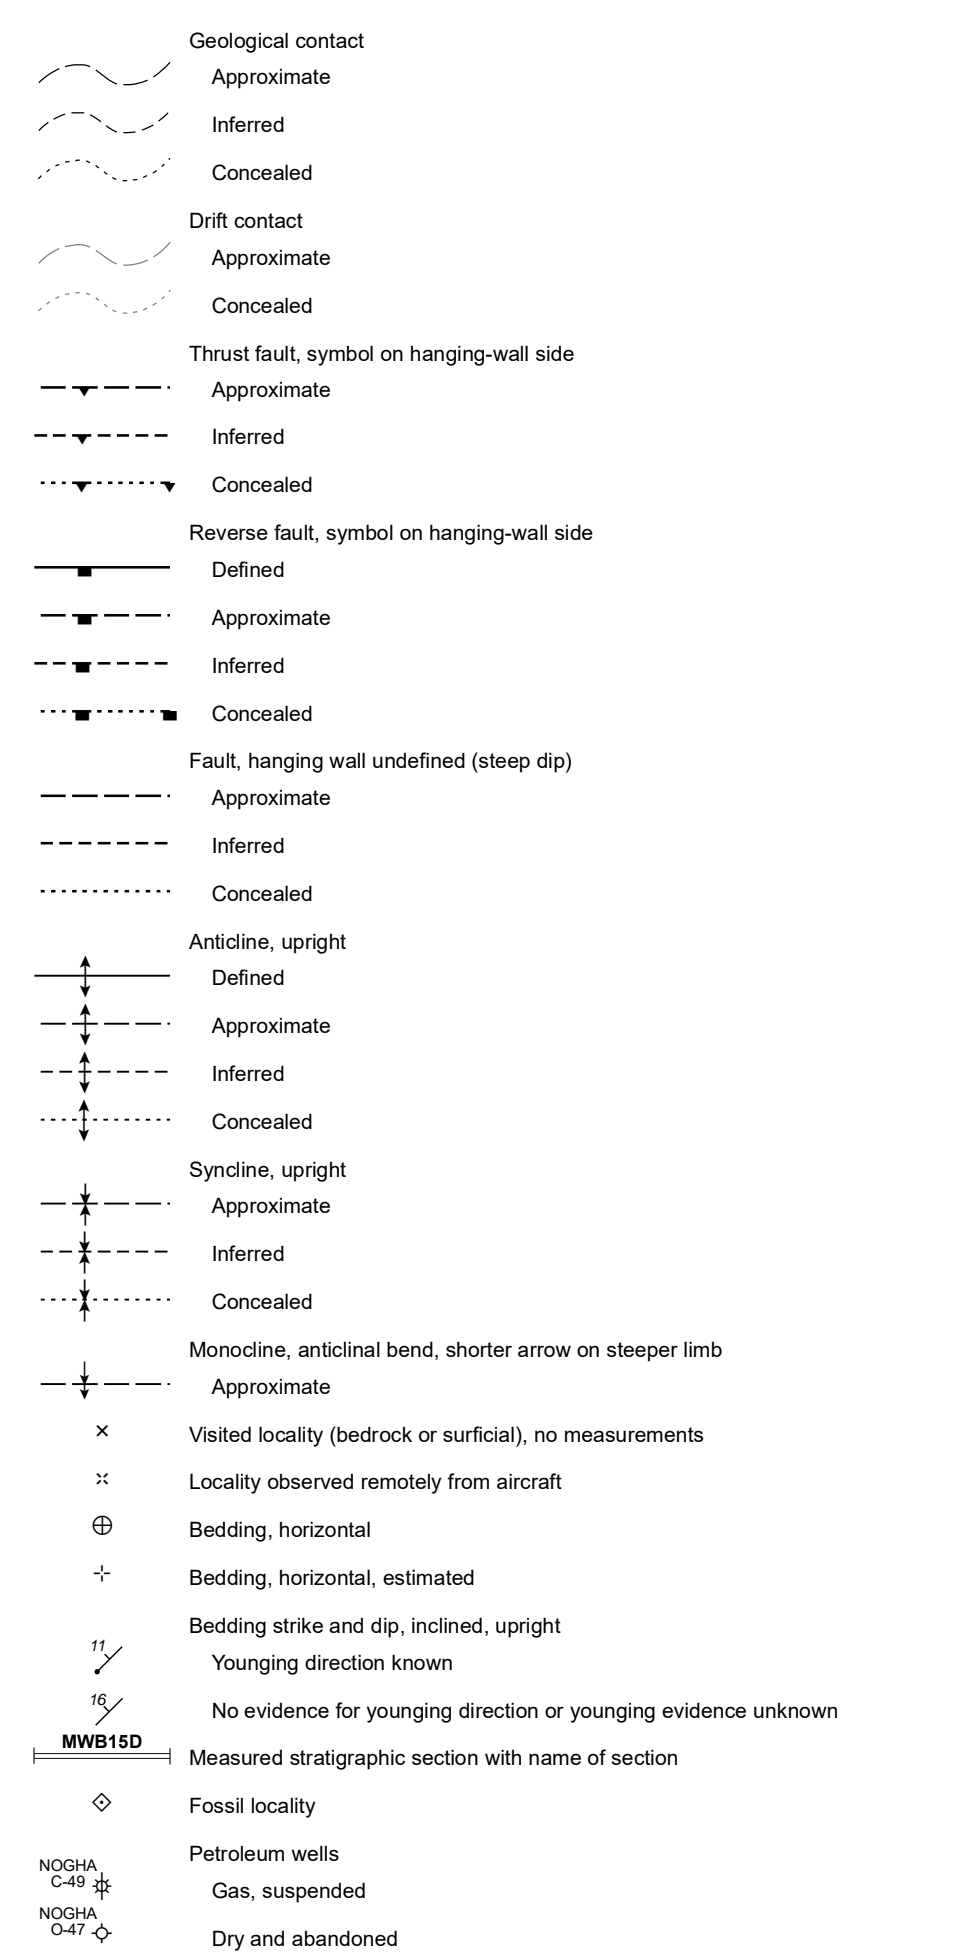 Geological contact
Approximate
Inferred
Concealed
Drift contact
Approximate
Concealed
Thrust fault, symbol on hanging-wall side
Approximate
Inferred
Concealed
Reverse fault, symbol on hanging-wall side
Defined
Approximate
Inferred
Concealed
Fault, hanging wall undefined (steep dip)
Approximate
Inferred
Concealed
Anticline, upright
Defined
Approximate
Inferred
Concealed
Syncline, upright
Approximate
Inferred
Concealed
Monocline, anticlinal bend, shorter arrow on steeper limb
Approximate
Visited locality (bedrock or surficial), no measurements
Locality observed remotely from aircraft
Bedding, horizontal
Bedding, horizontal, estimated
Bedding strike and dip, inclined, upright
11
Younging direction known
16
No evidence for younging direction or younging evidence unknown
MWB15D
Measured stratigraphic section with name of section
Fossil locality
Petroleum wells
NOGHA
C-49
Gas, suspended
NOGHA
O-47
Dry and abandoned